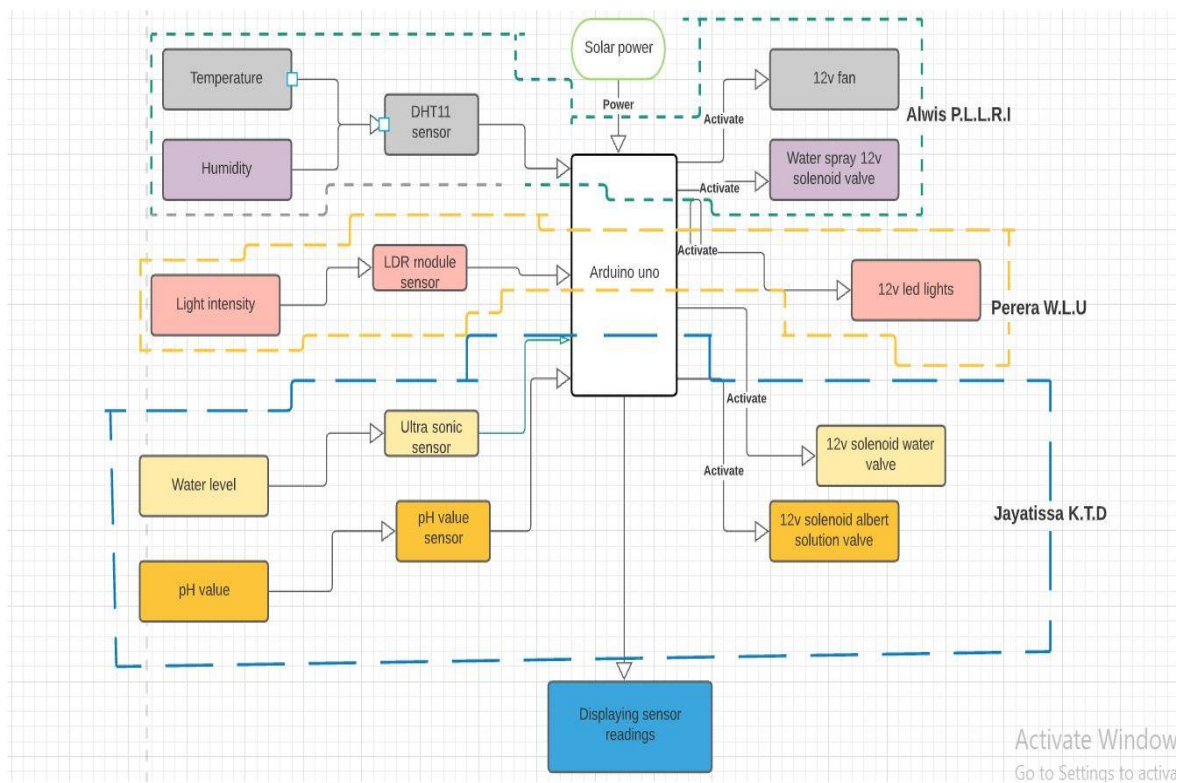 Solar power
Power
Temperature
DHT11
sensor
Humidity
12v fan
Activate
Alwis P.L.L.R.I
Water spray 12v
solenoid valve
Activate
Light intensity
LDR module
sensor
Arduino uno
Activate
12v led lights
Perera W.L.U
Water level
Ultra sonic
sensor
Activate
12v solenoid water
valve
pH value
pH value
sensor
Activate
12v solenoid albert
solution valve
Jayatissa K.T.D
Displaying sensor
readings
Activate Window
Go to Settings to activa